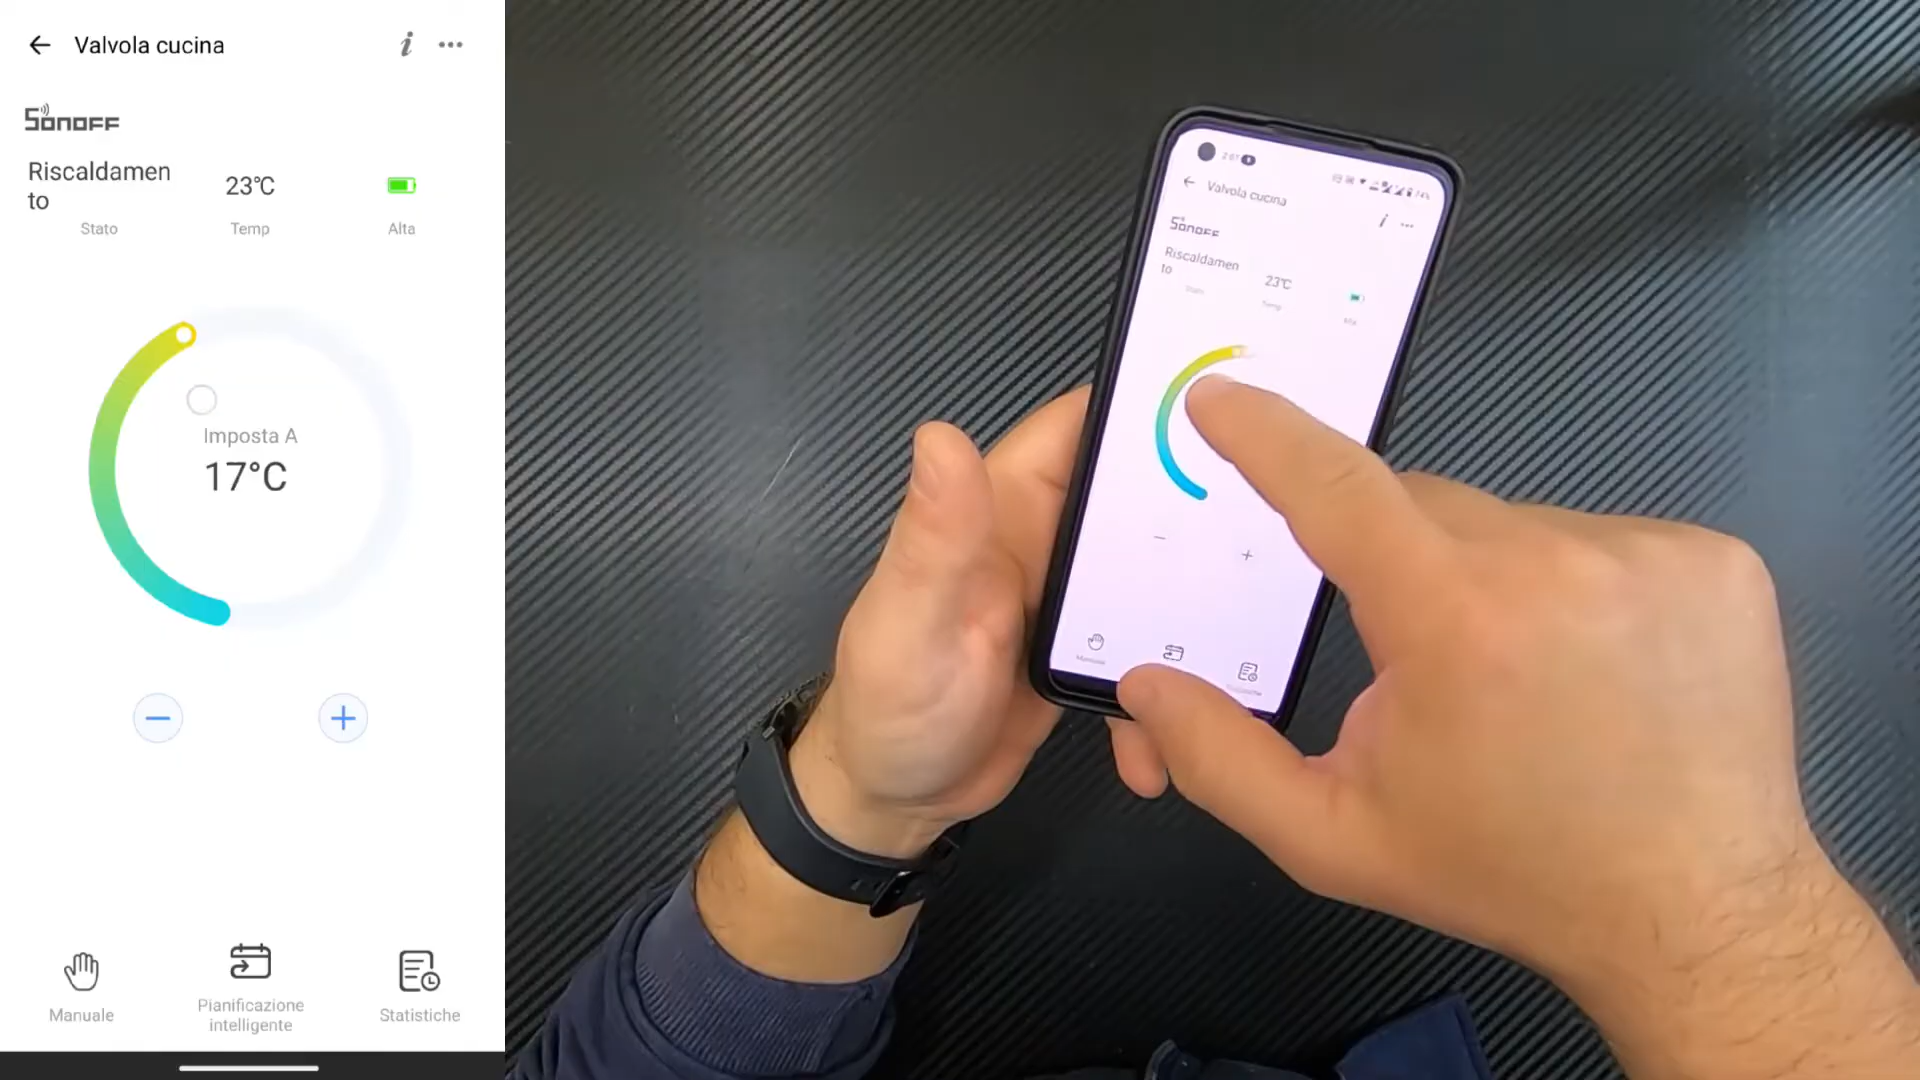 Valvola cucina
SONOFF
Riscaldamen
to
23℃
Stato
Temp
Alta
Imposta A
17°C
Manuale
Pianificazione
intelligente
Statistiche
Valvola cucina
SONOFF
Riscaldamen
to
23℃